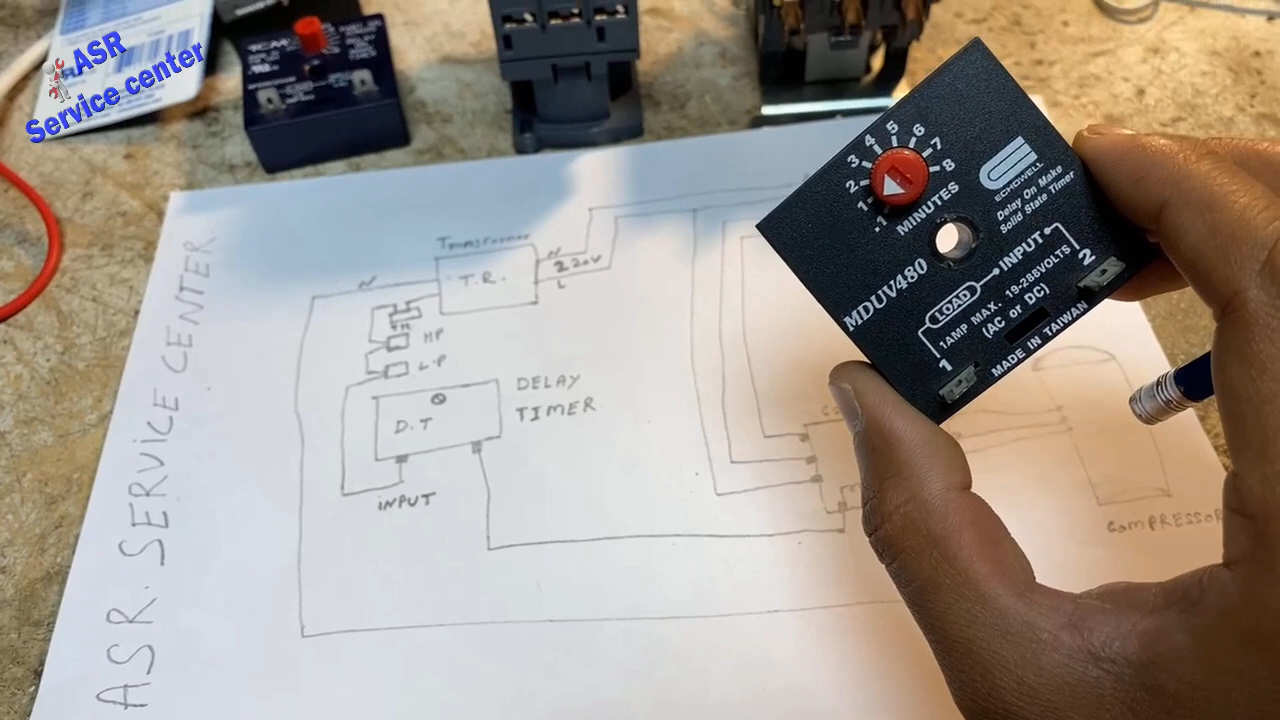 ASR
Service center
ASR. SERVICE CENTER
Transformer
T.R.
N
N
220V
L
HP
L.P
DELAY
TIMER
D.T
INPUT
COMPRESSOR
.1
1
2
3
4
5
6
7
8
MINUTES
ECHOWELL
Delay On Make
Solid State Timer
MDUV480
LOAD
INPUT
1
2
1AMP MAX. 19-288VOLTS
(AC or DC)
MADE IN TAIWAN